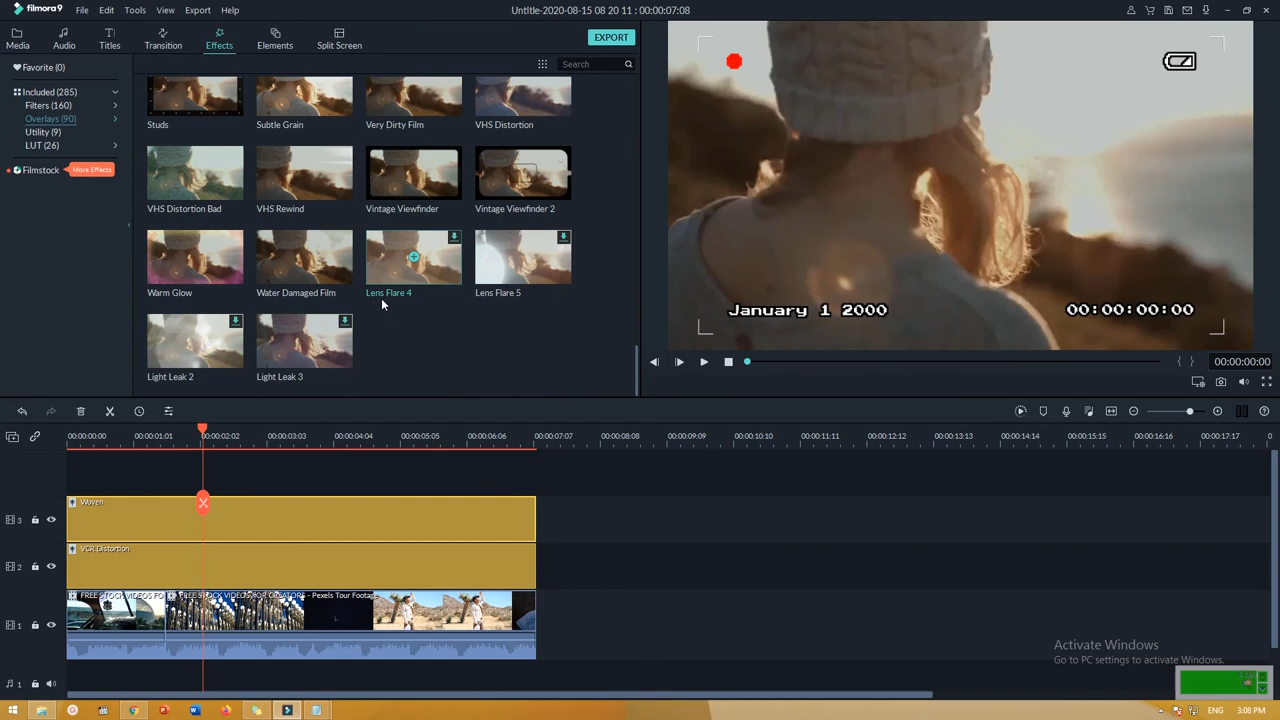 filmora9
File
Edit
Tools
View
Export
Help
Untitle-2020-08-15 08 20 11 : 00:00:07:08
Media
Audio
Titles
Transition
Effects
Elements
Split Screen
EXPORT
Favorite (0)
Included (285)
Filters (160)
Overlays (90)
Utility (9)
LUT (26)
Filmstock
More Effects
Search
Studs
Subtle Grain
Very Dirty Film
VHS Distortion
VHS Distortion Bad
VHS Rewind
Vintage Viewfinder
Vintage Viewfinder 2
Warm Glow
Water Damaged Film
Lens Flare 4
Lens Flare 5
Light Leak 2
Light Leak 3
January 1 2000
00:00:00:00
{ }
00:00:00:00
00:00:00:00
00:00:01:01
00:00:02:02
00:00:03:03
00:00:04:04
00:00:05:05
00:00:06:06
00:00:07:07
00:00:08:08
00:00:09:09
00:00:10:10
00:00:11:11
00:00:12:12
00:00:13:13
00:00:14:14
00:00:15:15
00:00:16:16
00:00:17:17
0
3
Woven
2
VCR Distortion
1
FREE STOCK VIDEOS FO
FREE STOCK VIDEOS FOR CREATORS - Pexels Tour Footage
1
Activate Windows
Go to PC settings to activate Windows.
ENG
3:08 PM